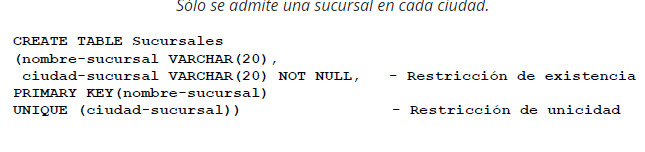 Sólo se admite una sucursal en cada ciudad.
CREATE TABLE Sucursales
(nombre-sucursal VARCHAR(20),
ciudad-sucursal VARCHAR(20) NOT NULL, - Restricción de existencia
PRIMARY KEY(nombre-sucursal)
UNIQUE (ciudad-sucursal)) - Restricción de unicidad